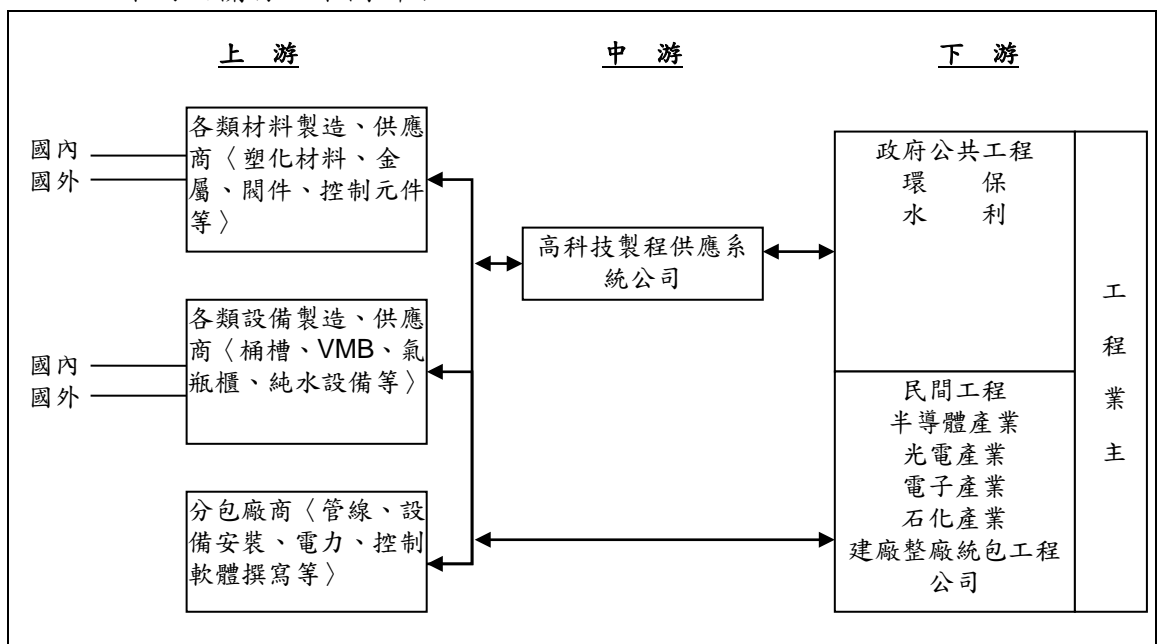 上 游
中 游
下 游
國內
國外
各類材料製造、供應
商〈塑化材料、金
屬、閥件、控制元件
等〉
國內
國外
各類設備製造、供應
商〈桶槽、VMB、氣
瓶櫃、純水設備等〉
分包廠商〈管線、設
備安裝、電力、控制
軟體撰寫等〉
高科技製程供應系
統公司
政府公共工程
環 保
水 利
民間工程
半導體產業
光電產業
電子產業
石化產業
建廠整廠統包工程
公司
工
程
業
主